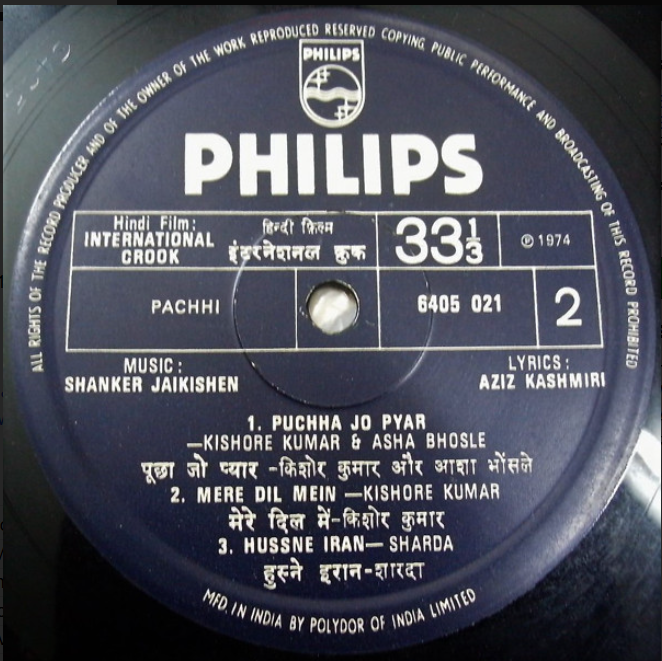 ALL RIGHTS OF THE RECORD PRODUCER AND OF THE OWNER OF THE WORK REPRODUCED RESERVED COPYING, PUBLIC PERFORMANCE AND BROADCASTING OF THIS RECORD PROHIBITED
PHILIPS
PHILIPS
Hindi Film: हिन्दी फ़िल्म 33 1/3 ℗ 1974
INTERNATIONAL CROOK इंटरनेशनल क्रुक
PACHHI 6405 021 2
MUSIC: LYRICS:
SHANKER JAIKISHEN AZIZ KASHMIRI
1. PUCHHA JO PYAR
—KISHORE KUMAR & ASHA BHOSLE
पूछा जो प्यार -किशोर कुमार और आशा भोंसले
2. MERE DIL MEIN —KISHORE KUMAR
मेरे दिल में-किशोर कुमार
3. HUSSNE IRAN— SHARDA
हुस्ने इरान-शारदा
MFD. IN INDIA BY POLYDOR OF INDIA LIMITED